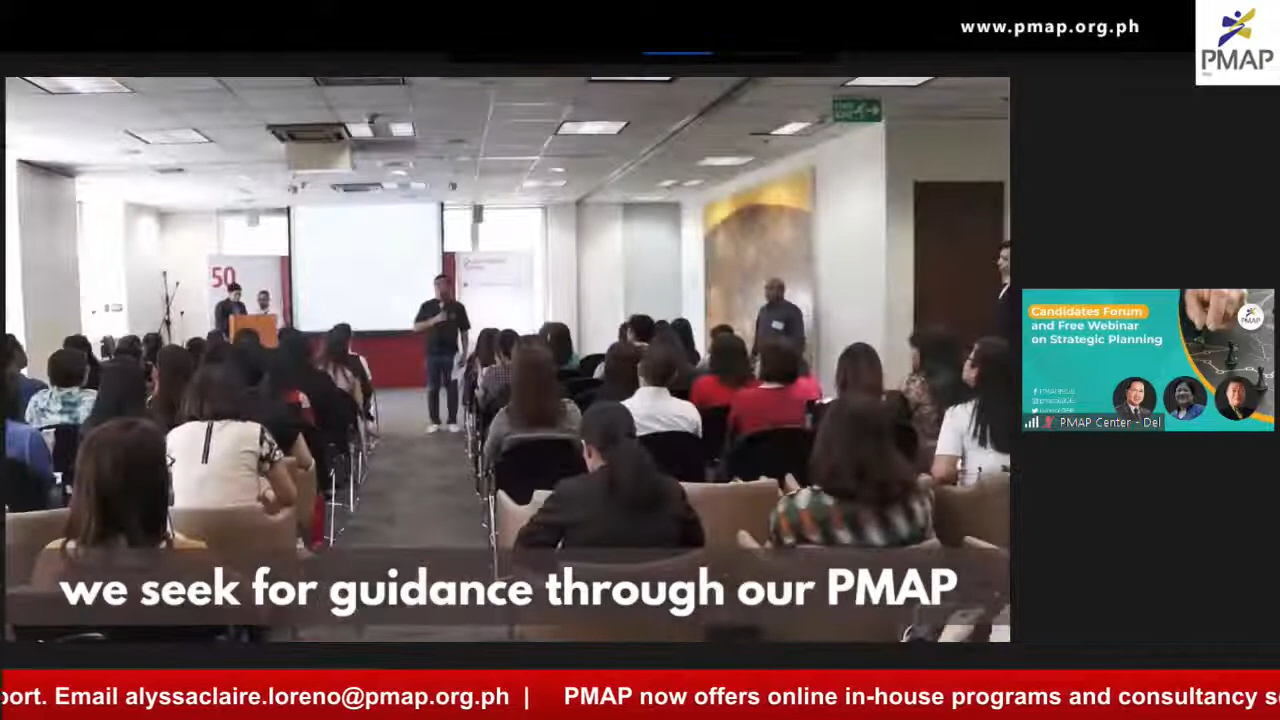 www.pmap.org.ph
PMAP
50
we seek for guidance through our PMAP
Candidates Forum
and Free Webinar
on Strategic Planning
PMAP
PMAP Center - Del
port. Email alyssaclaire.loreno@pmap.org.ph | PMAP now offers online in-house programs and consultancy s